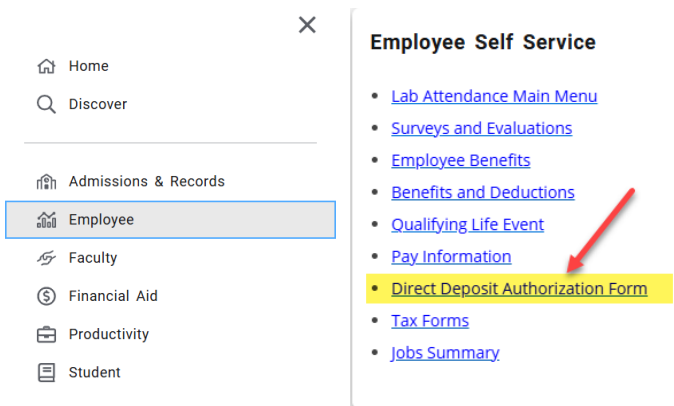 Home
Discover
Admissions & Records
Employee
Faculty
Financial Aid
Productivity
Student
Employee Self Service
Lab Attendance Main Menu
Surveys and Evaluations
Employee Benefits
Benefits and Deductions
Qualifying Life Event
Pay Information
Direct Deposit Authorization Form
Tax Forms
Jobs Summary